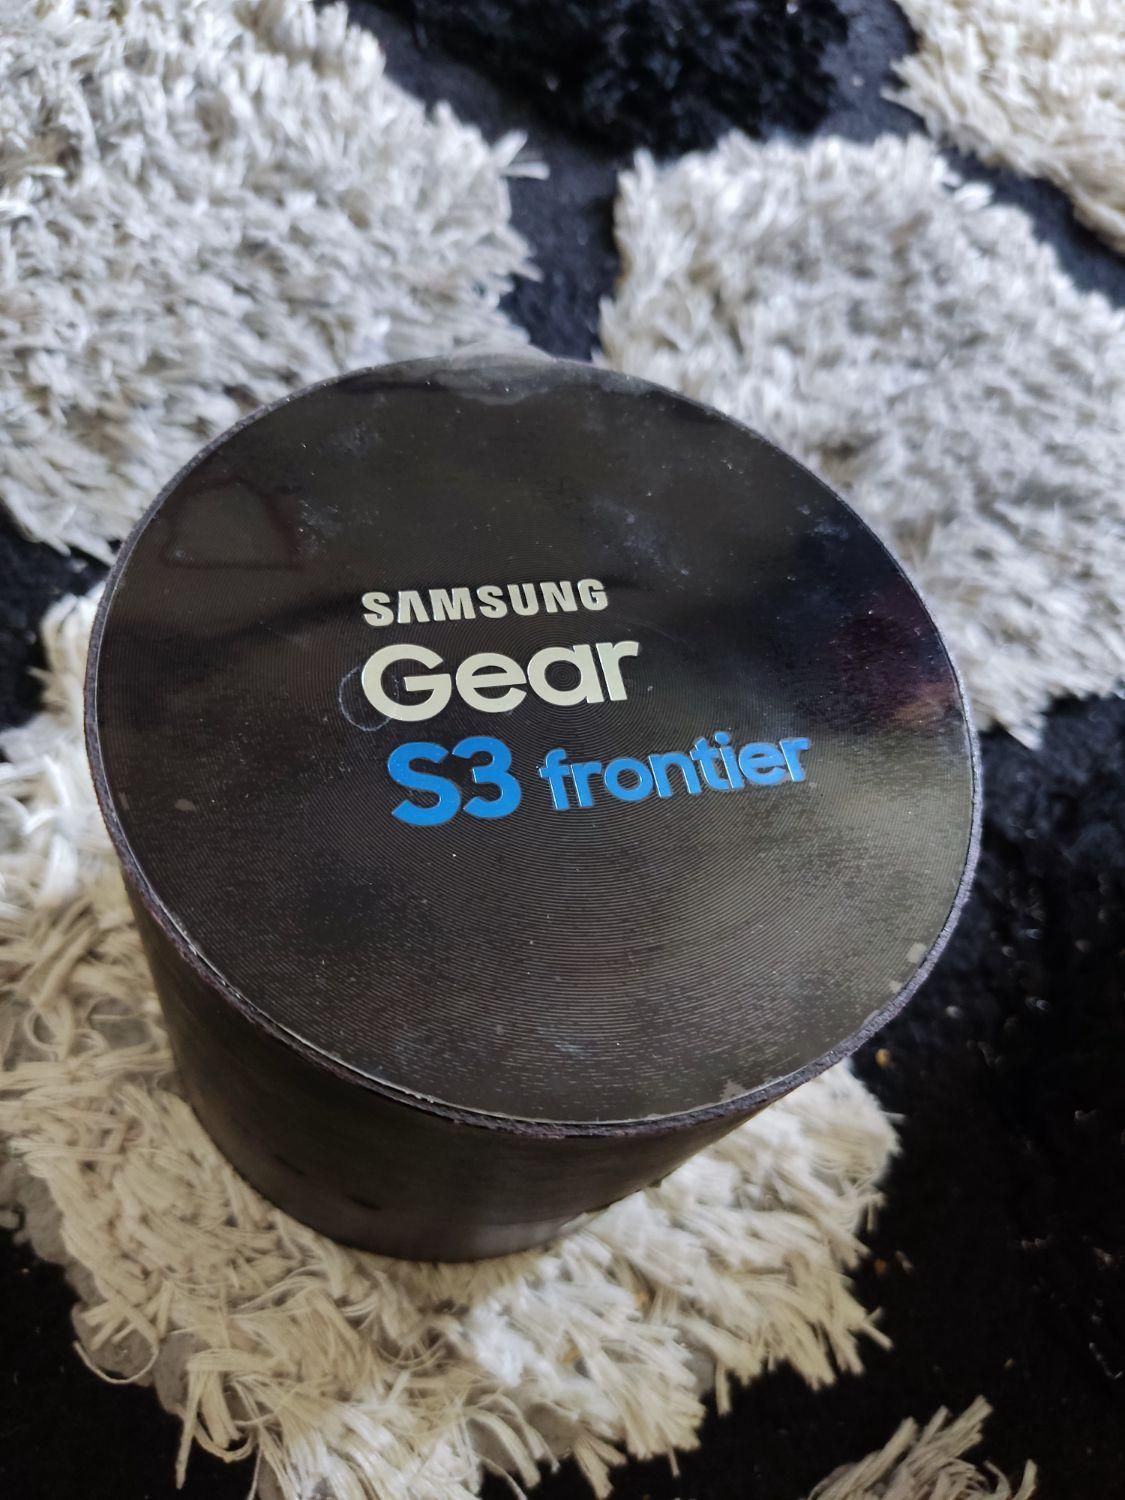 SAMSUNG
Gear
S3 frontier